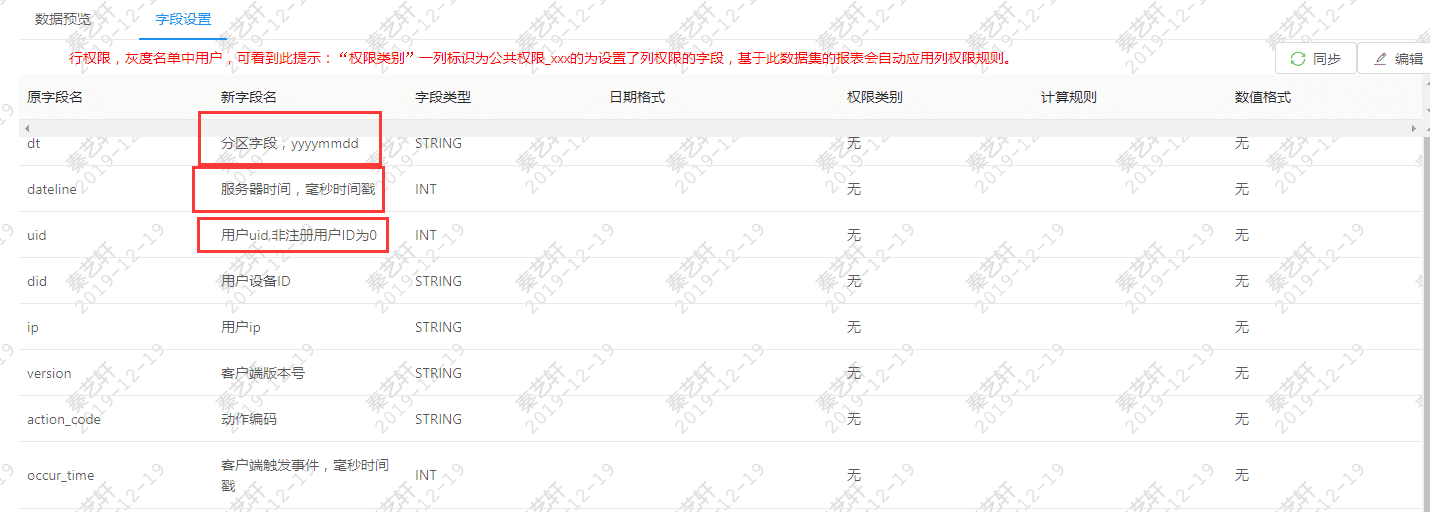 数据预览 字段设置
行权限，灰度名单中用户，可看到此提示：“权限类别”一列标识为公共权限_xxx的为设置了列权限的字段，基于此数据集的报表会自动应用列权限规则。 同步 编辑
原字段名 新字段名 字段类型 日期格式 权限类别 计算规则 数值格式
dt 分区字段，yyyymmdd STRING 无 无
dateline 服务器时间，毫秒时间戳 INT 无 无
uid 用户uid,非注册用户ID为0 INT 无 无
did 用户设备ID STRING 无 无
ip 用户ip STRING 无 无
version 客户端版本号 STRING 无 无
action_code 动作编码 STRING 无 无
occur_time 客户端触发事件，毫秒时间 INT 无 无
戳
秦艺轩
2019-12-19